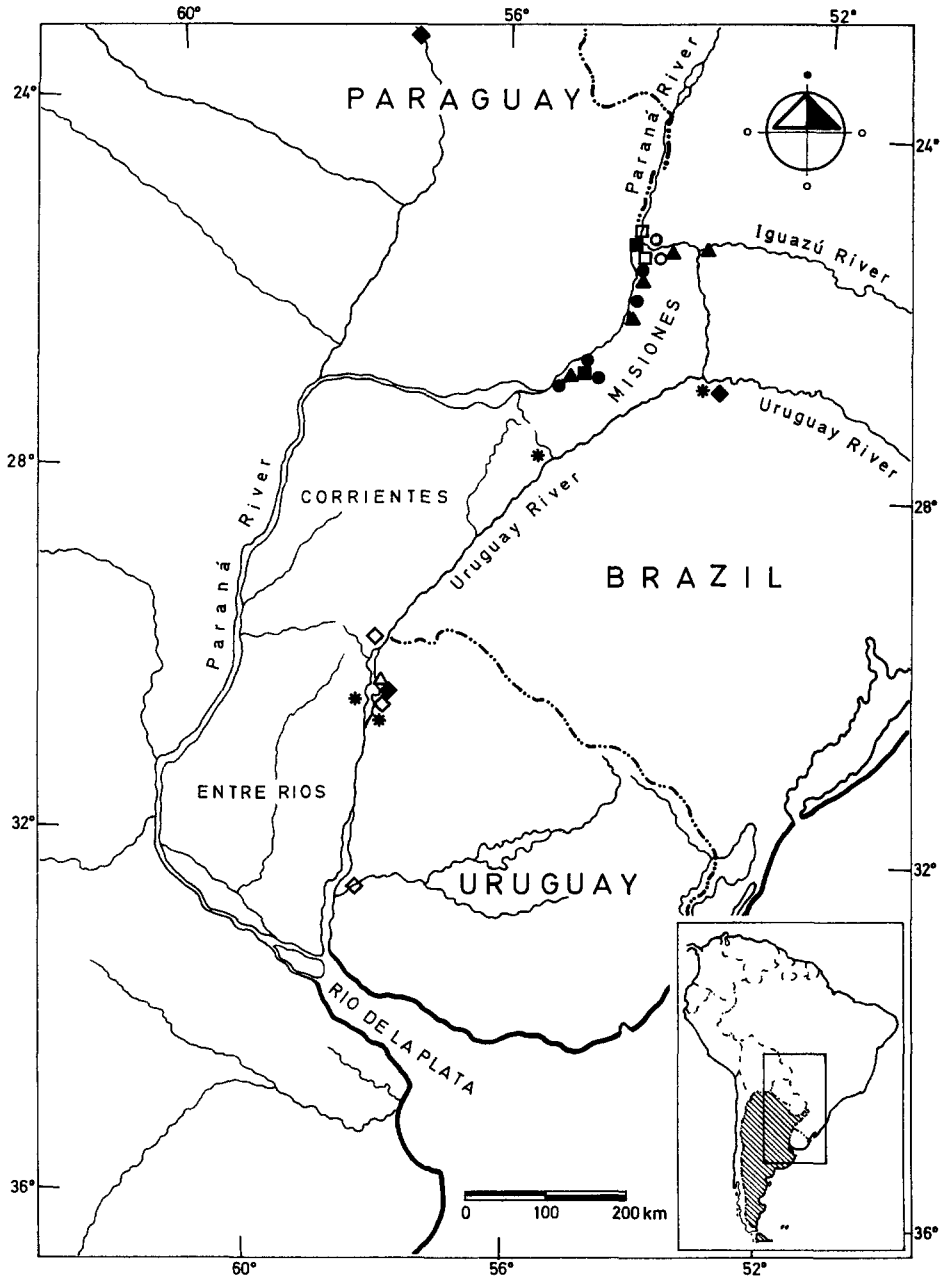 60° 56° 52°
24°
PARAGUAY
Paraná River
24°
Iguazú River
MISIONES
Uruguay River
28°
CORRIENTES
Paraná River
Uruguay River
28°
BRAZIL
ENTRE RIOS
32°
URUGUAY
32°
RIO DE LA PLATA
36°
0 100 200 km
36°
60° 56° 52°